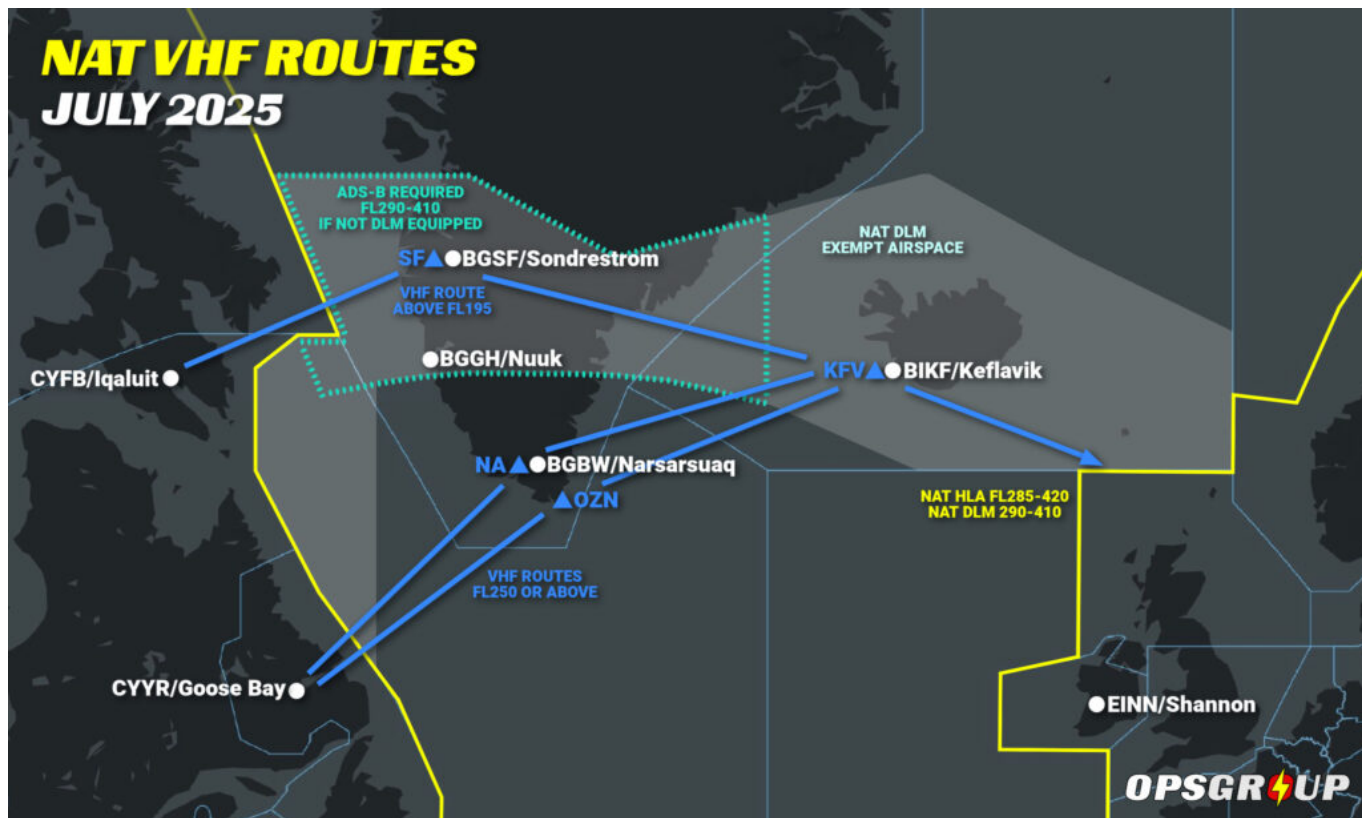 NAT VHF ROUTES
JULY 2025
ADS-B REQUIRED
FL290-410
IF NOT DLM EQUIPPED
NAT DLM
EXEMPT AIRSPACE
SF
BGSF/Sondrestrom
VHF ROUTE
ABOVE FL195
BGGH/Nuuk
CYFB/Iqaluit
KFV
BIKF/Keflavik
NA
BGBW/Narsarsuaq
OZN
NAT HLA FL285-420
NAT DLM 290-410
VHF ROUTES
FL250 OR ABOVE
CYYR/Goose Bay
EINN/Shannon
OPSGROUP